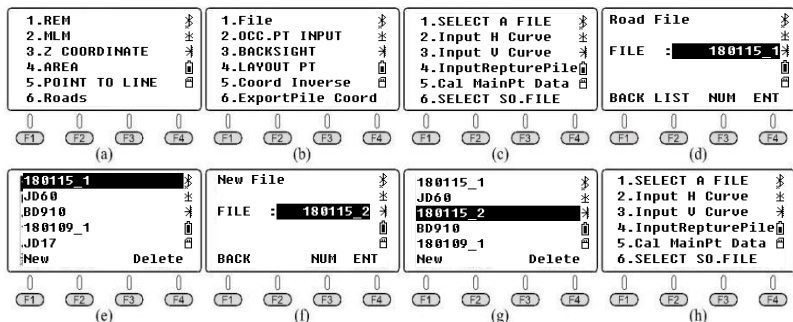 1.REM
2.MLM
3.Z COORDINATE
4.AREA
5.POINT TO LINE
6.Roads
F1 F2 F3 F4
(a)
1.File
2.OCC.PT INPUT
3.BACKSIGHT
4.LAYOUT PT
5.Coord Inverse
6.ExportPile Coord
F1 F2 F3 F4
(b)
1.SELECT A FILE
2.Input H Curve
3.Input V Curve
4.InputRepturePile
5.Cal MainPt Data
6.SELECT SO.FILE
F1 F2 F3 F4
(c)
Road File
FILE : 180115_1
BACK LIST NUM ENT
F1 F2 F3 F4
(d)
180115_1
JD60
BD910
180109_1
JD17
New Delete
F1 F2 F3 F4
(e)
New File
FILE : 180115_2
BACK NUM ENT
F1 F2 F3 F4
(f)
180115_1
JD60
180115_2
BD910
180109_1
New Delete
F1 F2 F3 F4
(g)
1.SELECT A FILE
2.Input H Curve
3.Input V Curve
4.InputRepturePile
5.Cal MainPt Data
6.SELECT SO.FILE
F1 F2 F3 F4
(h)